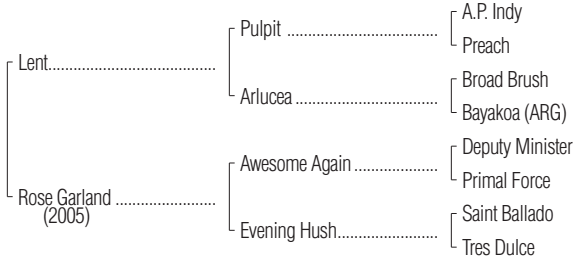 A.P. Indy
Pulpit ........................................
Preach
Lent............................................
Broad Brush
Arlucea ......................................
Bayakoa (ARG)
Deputy Minister
Awesome Again ......................
Primal Force
Rose Garland ..........................
(2005)
Saint Ballado
Evening Hush..........................
Tres Dulce